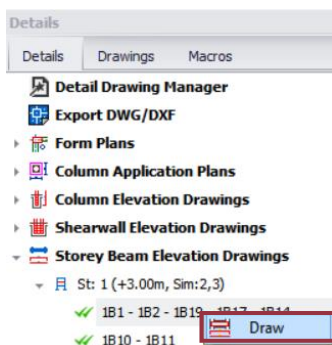 Details
Details Drawings Macros
Detail Drawing Manager
Export DWG/DXF
Form Plans
Column Application Plans
Column Elevation Drawings
Shearwall Elevation Drawings
Storey Beam Elevation Drawings
St: 1 (+3.00m, Sim:2,3)
1B1 - 1B2 - 1B19 - 1B17 - 1B14
Draw
1B10 - 1B11